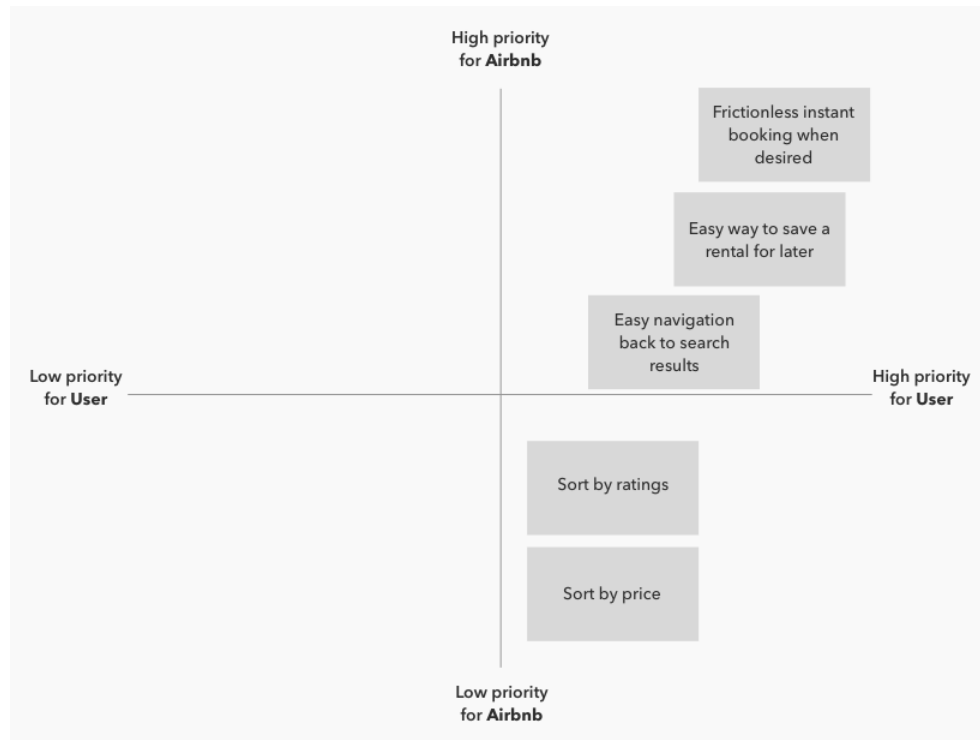 High priority
for Airbnb
Frictionless instant
booking when
desired
Easy way to save a
rental for later
Easy navigation
back to search
results
Low priority
for User
High priority
for User
Sort by ratings
Sort by price
Low priority
for Airbnb